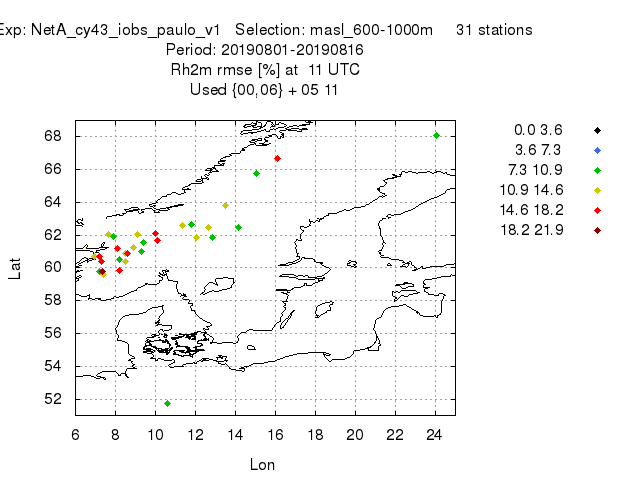 Exp: NetA_cy43_iobs_paulo_v1 Selection: masl_600-1000m 31 stations
Period: 20190801-20190816
Rh2m rmse [%] at 11 UTC
Used {00,06} + 05 11
68
66
64
62
60
58
56
54
52
Lat
6 8 10 12 14 16 18 20 22 24
Lon
0.0 3.6
3.6 7.3
7.3 10.9
10.9 14.6
14.6 18.2
18.2 21.9